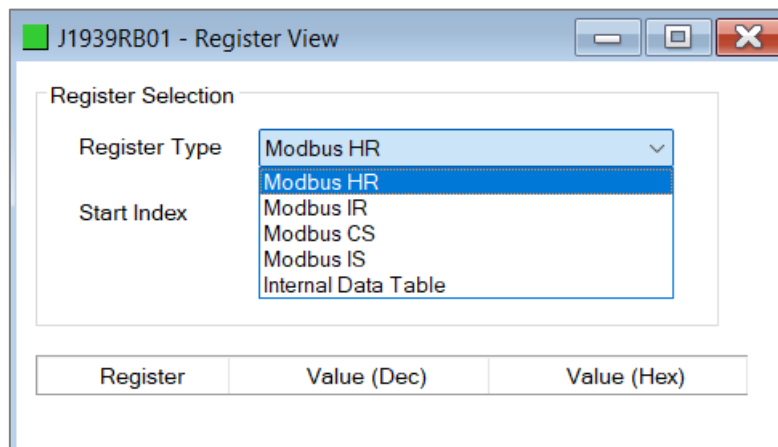 J1939RB01 - Register View
Register Selection
Register Type Modbus HR
Modbus HR
Modbus IR
Start Index
Modbus CS
Modbus IS
Internal Data Table
Register Value (Dec) Value (Hex)